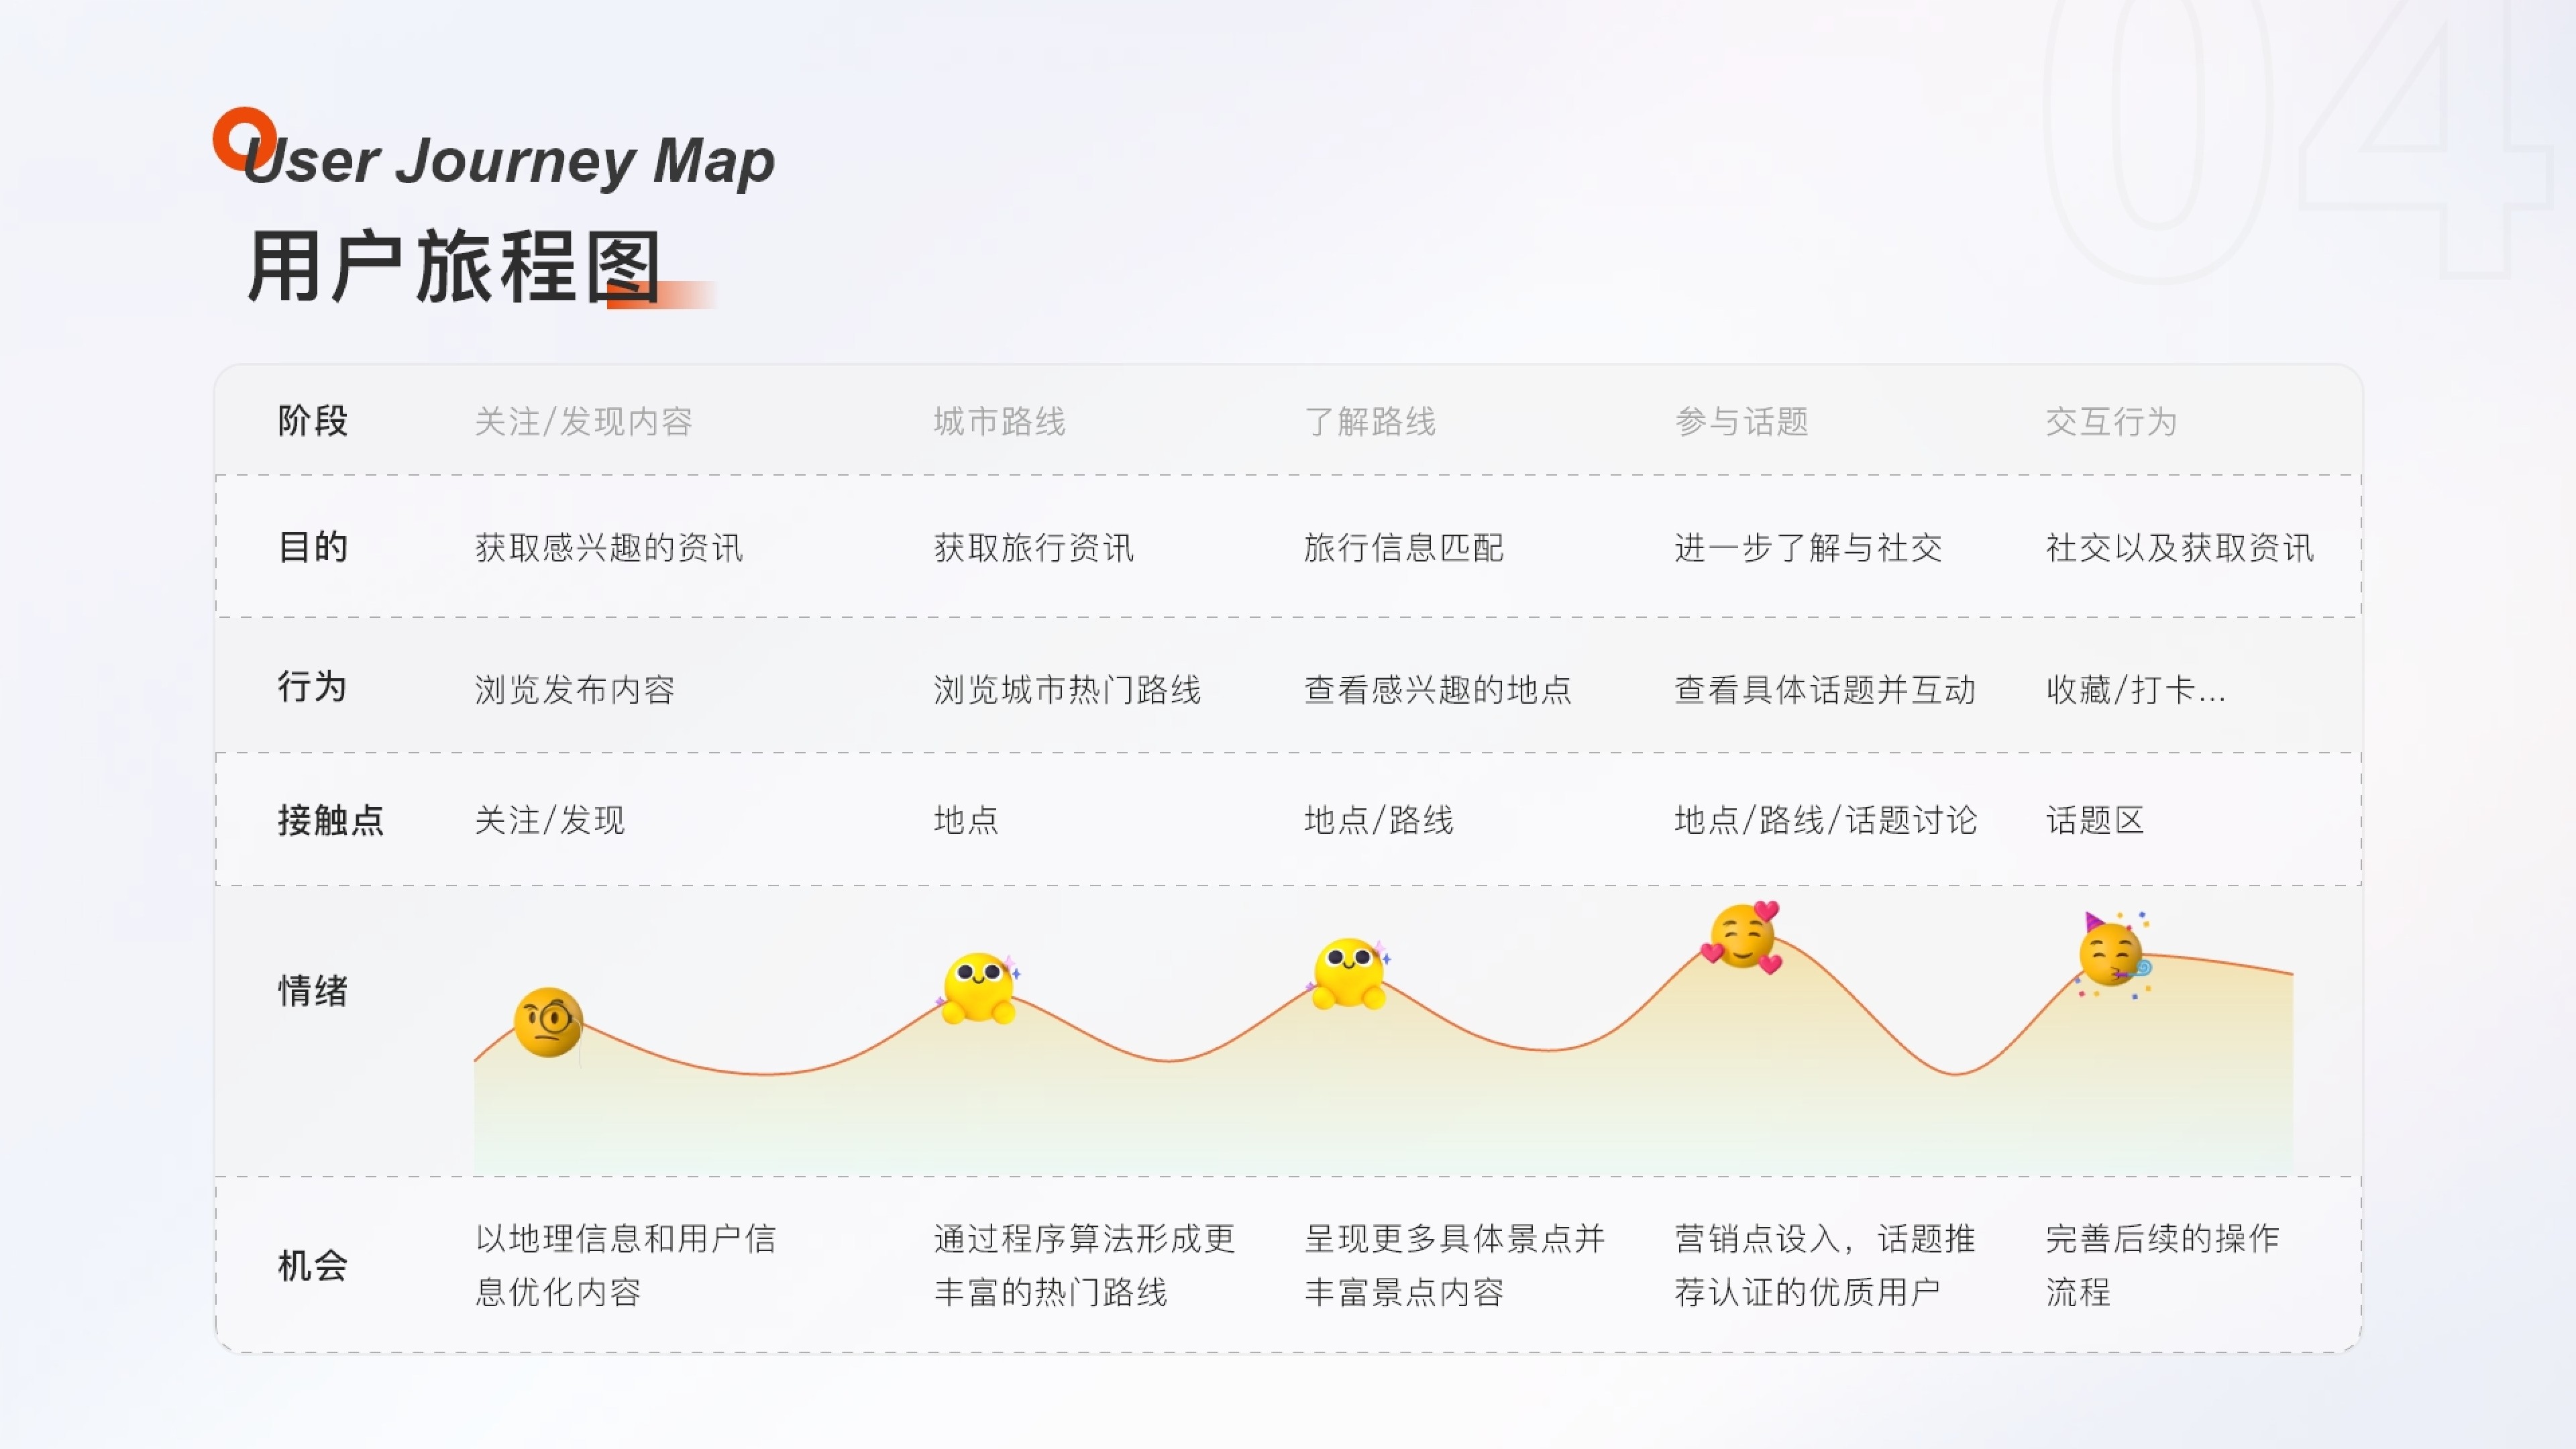 04
User Journey Map
用户旅程图
阶段 关注/发现内容 城市路线 了解路线 参与话题 交互行为
目的 获取感兴趣的资讯 获取旅行资讯 旅行信息匹配 进一步了解与社交 社交以及获取资讯
行为 浏览发布内容 浏览城市热门路线 查看感兴趣的地点 查看具体话题并互动 收藏/打卡...
接触点 关注/发现 地点 地点/路线 地点/路线/话题讨论 话题区
情绪
机会
以地理信息和用户信
息优化内容
通过程序算法形成更
丰富的热门路线
呈现更多具体景点并
丰富景点内容
营销点设入，话题推
荐认证的优质用户
完善后续的操作
流程